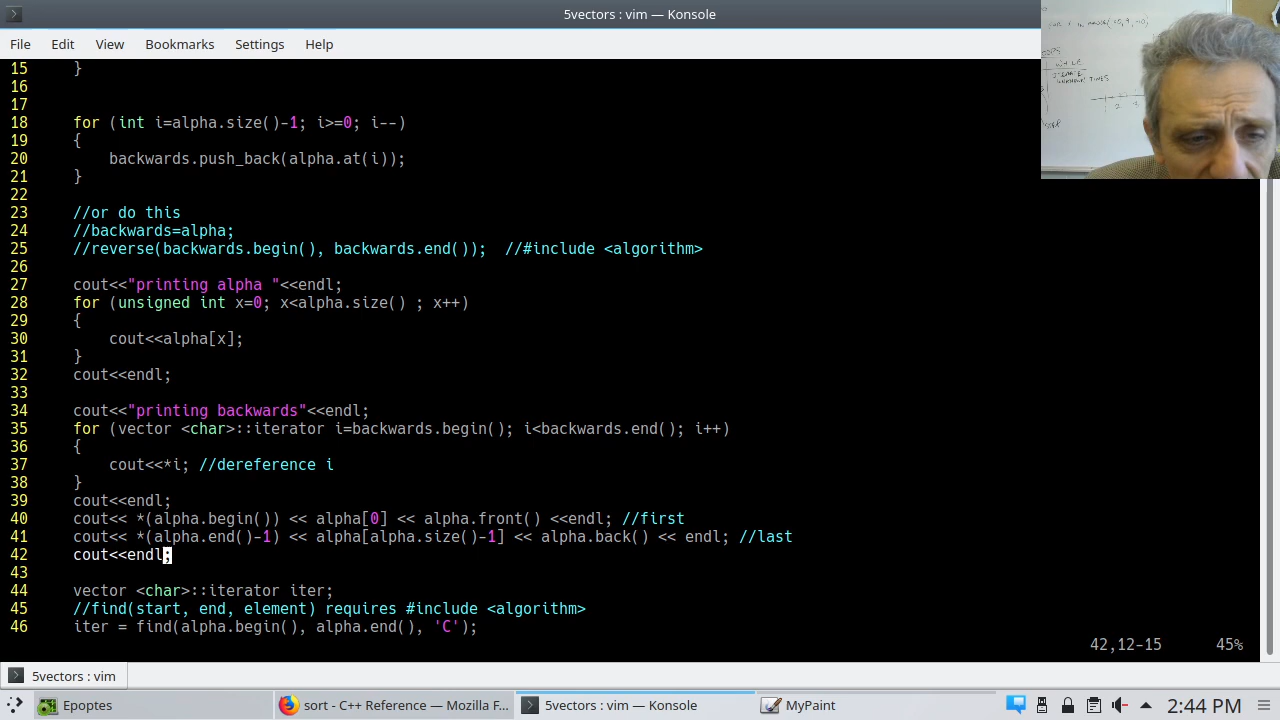 5vectors : vim — Konsole
File Edit View Bookmarks Settings Help
15 }
16
17
18 for (int i=alpha.size()-1; i>=0; i--)
19 {
20 backwards.push_back(alpha.at(i));
21 }
22
23 //or do this
24 //backwards=alpha;
25 //reverse(backwards.begin(), backwards.end()); //#include <algorithm>
26
27 cout<<"printing alpha "<<endl;
28 for (unsigned int x=0; x<alpha.size() ; x++)
29 {
30 cout<<alpha[x];
31 }
32 cout<<endl;
33
34 cout<<"printing backwards"<<endl;
35 for (vector <char>::iterator i=backwards.begin(); i<backwards.end(); i++)
36 {
37 cout<<*i; //dereference i
38 }
39 cout<<endl;
40 cout<< *(alpha.begin()) << alpha[0] << alpha.front() <<endl; //first
41 cout<< *(alpha.end()-1) << alpha[alpha.size()-1] << alpha.back() << endl; //last
42 cout<<endl;
43
44 vector <char>::iterator iter;
45 //find(start, end, element) requires #include <algorithm>
46 iter = find(alpha.begin(), alpha.end(), 'C');
42,12-15 45%
5vectors : vim
Epoptes
sort - C++ Reference — Mozilla F...
5vectors : vim — Konsole
MyPaint
2:44 PM